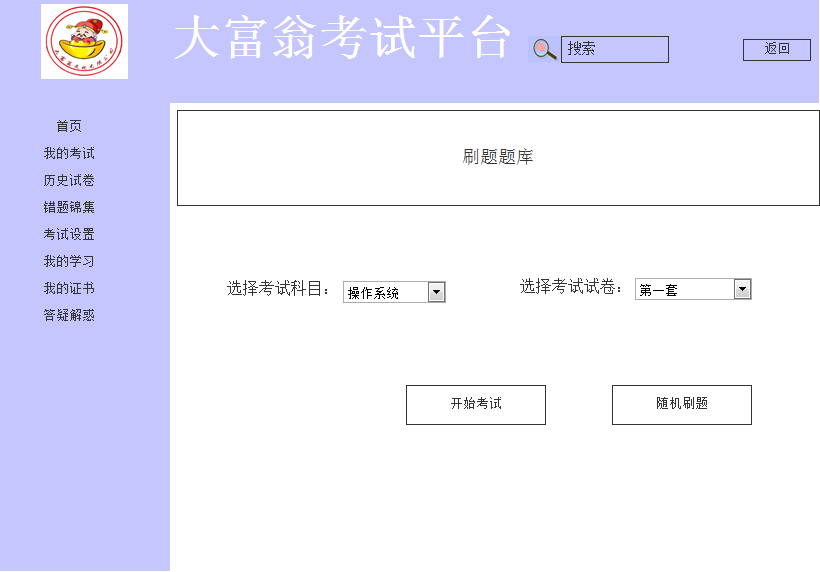 大富翁考试平台
搜索
返回
首页
我的考试
历史试卷
错题锦集
考试设置
我的学习
我的证书
答疑解惑
刷题题库
选择考试科目：
操作系统
选择考试试卷：
第一套
开始考试
随机刷题